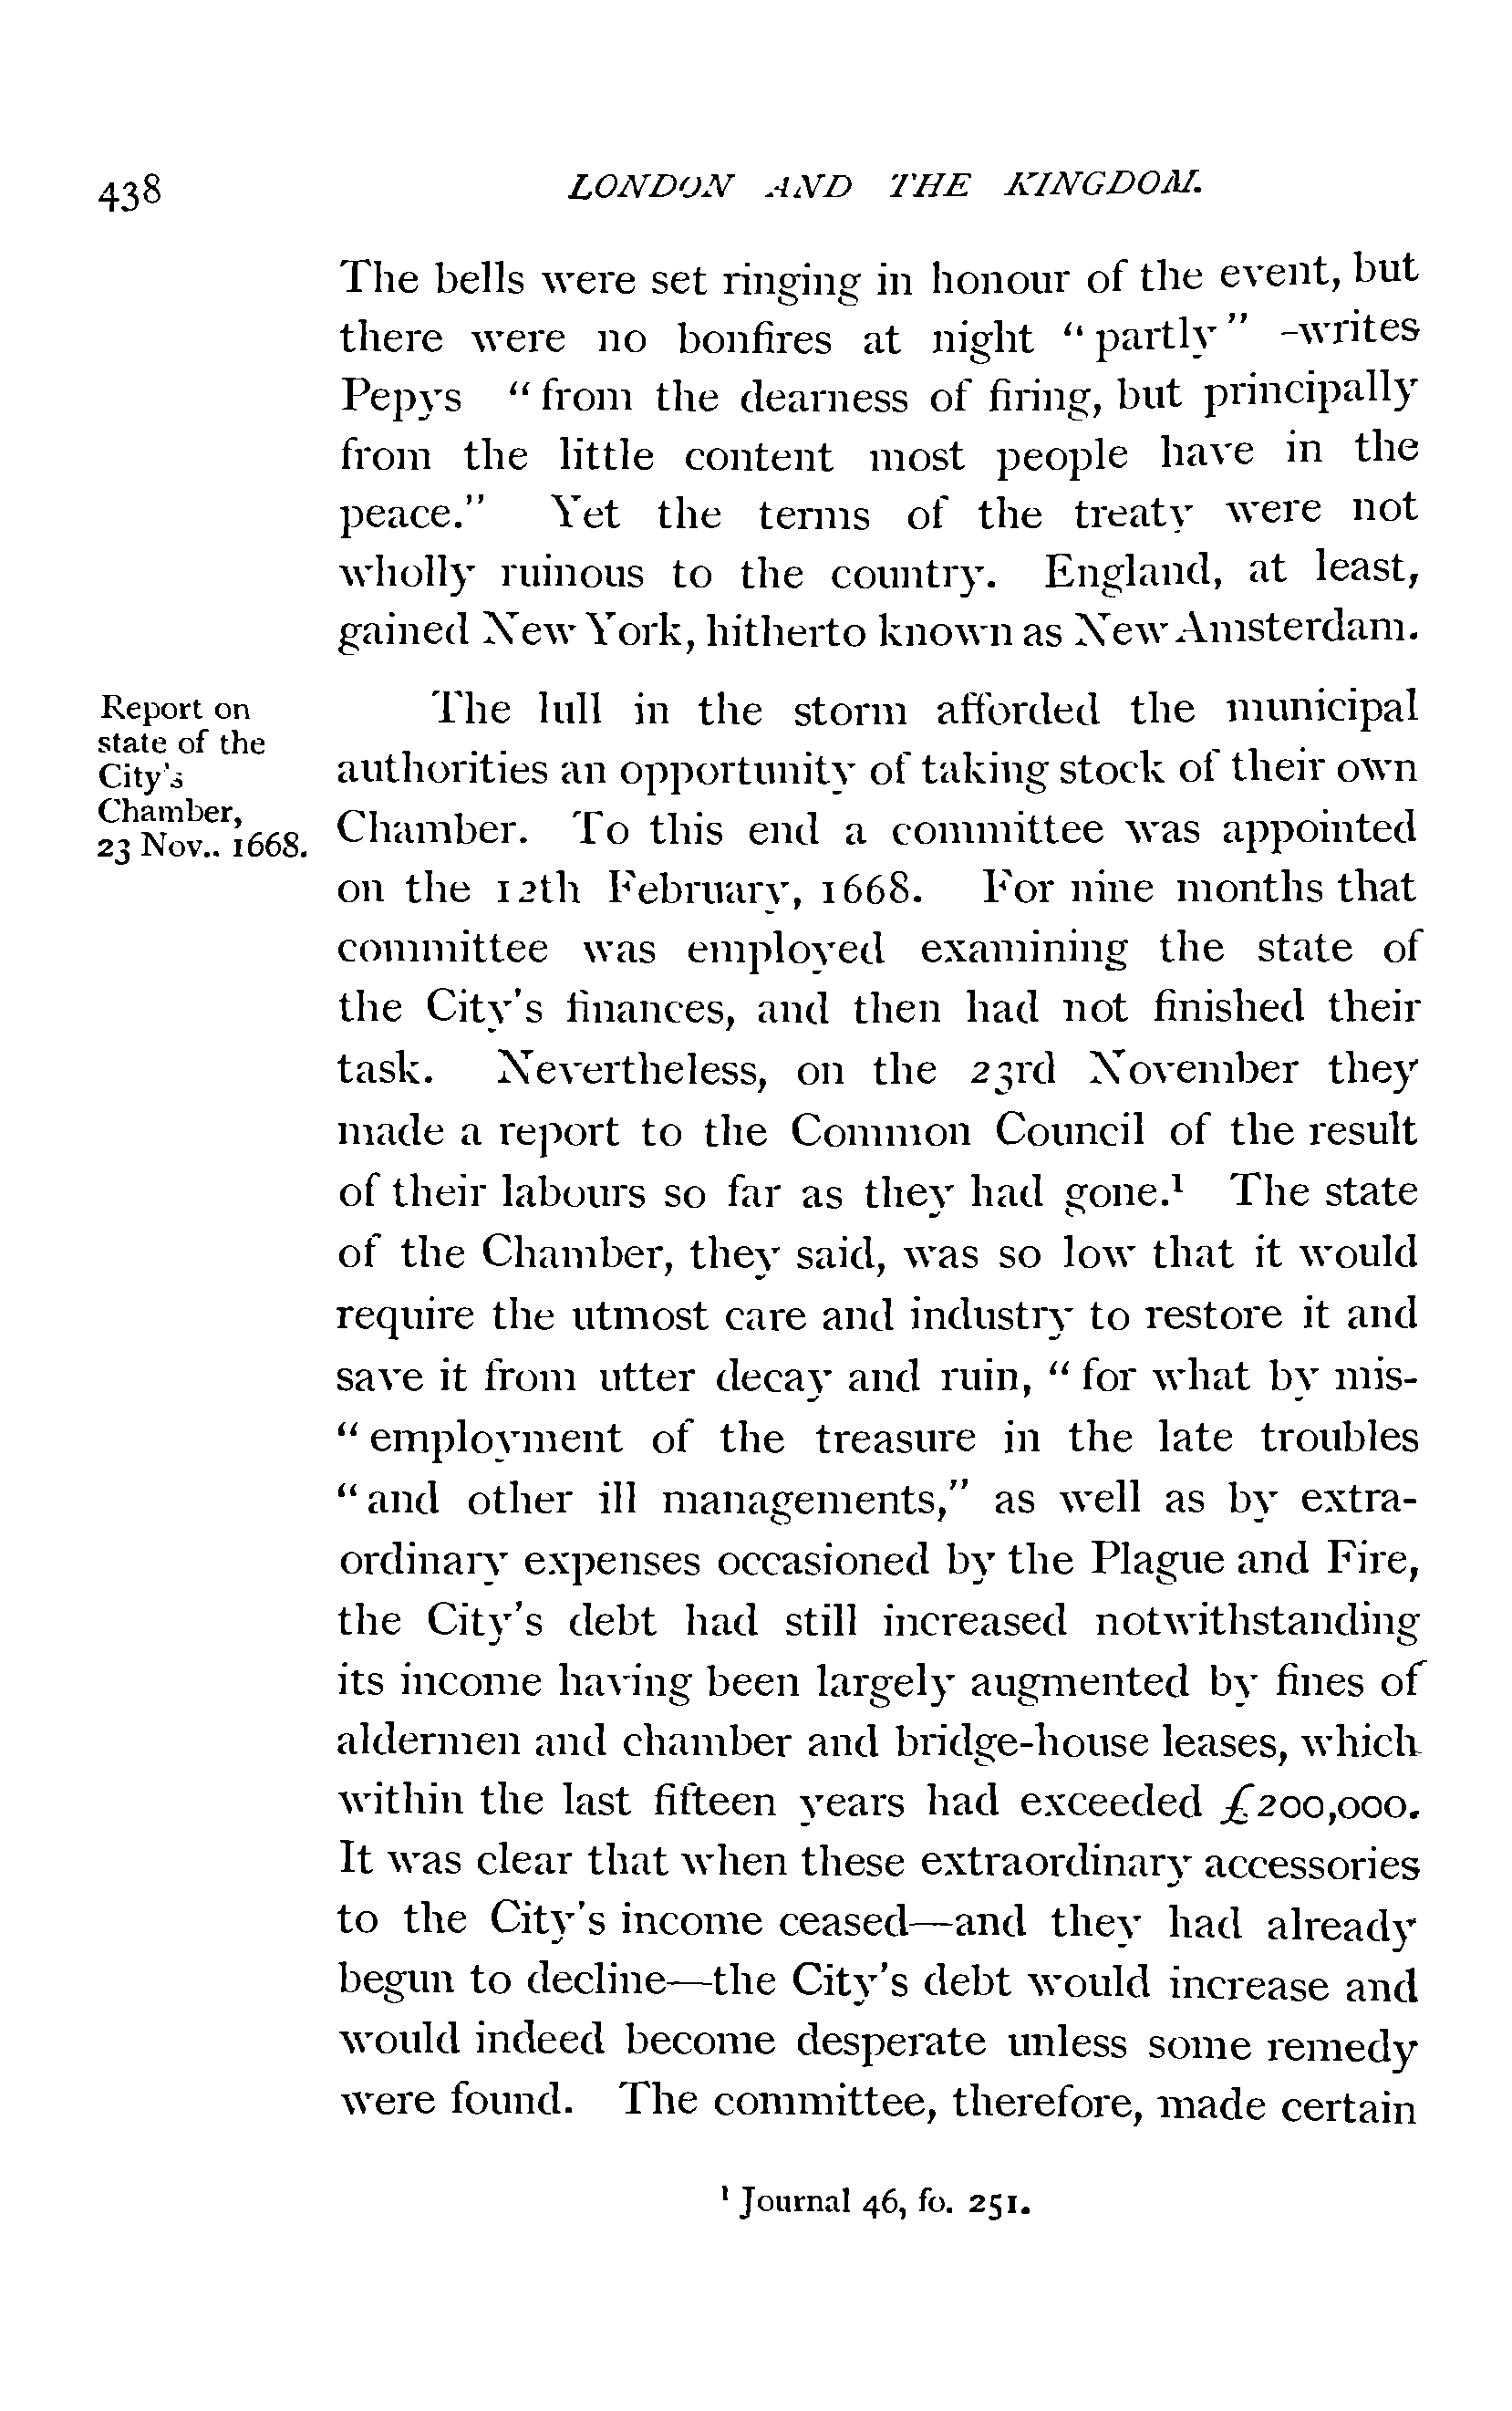 438
LONDON AND THE KINGDOM.
The bells were set ringing in honour of the event, but
there were no bonfires at night "partly" -writes
Pepys "from the dearness of firing, but principally
from the little content most people have in the
peace." Yet the terms of the treaty were not
wholly ruinous to the country. England, at least,
gained New York, hitherto known as New Amsterdam.
Report on
state of the
City's
Chamber,
23 Nov.. 1668.
The lull in the storm afforded the municipal
authorities an opportunity of taking stock of their own
Chamber. To this end a committee was appointed
on the 12th February, 1668. For nine months that
committee was employed examining the state of
the City's finances, and then had not finished their
task. Nevertheless, on the 23rd November they
made a report to the Common Council of the result
of their labours so far as they had gone.¹ The state
of the Chamber, they said, was so low that it would
require the utmost care and industry to restore it and
save it from utter decay and ruin, "for what by mis-
"employment of the treasure in the late troubles
"and other ill managements," as well as by extra-
ordinary expenses occasioned by the Plague and Fire,
the City's debt had still increased notwithstanding
its income having been largely augmented by fines of
aldermen and chamber and bridge-house leases, which
within the last fifteen years had exceeded £200,000.
It was clear that when these extraordinary accessories
to the City's income ceased—and they had already
begun to decline—the City's debt would increase and
would indeed become desperate unless some remedy
were found. The committee, therefore, made certain
¹ Journal 46, fo. 251.